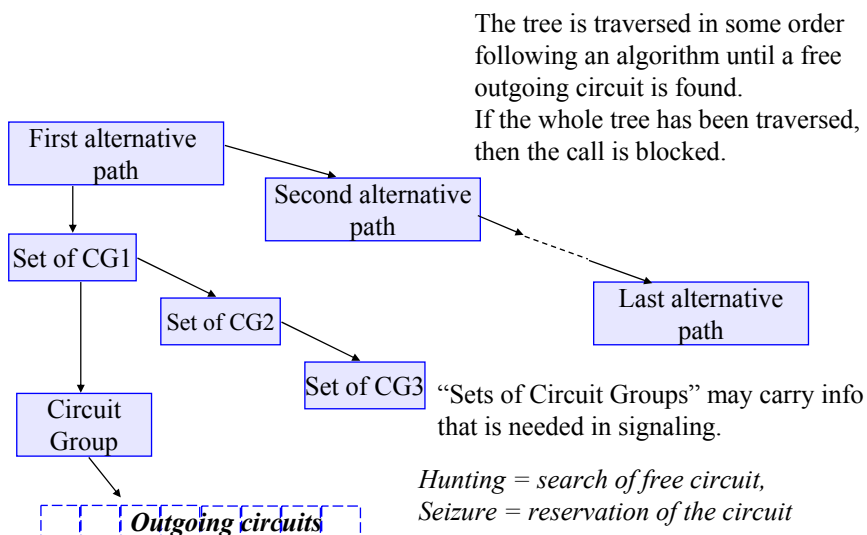 The tree is traversed in some order
following an algorithm until a free
outgoing circuit is found.
If the whole tree has been traversed,
then the call is blocked.
First alternative
path
Second alternative
path
Set of CG1
Last alternative
path
Set of CG2
Set of CG3
“Sets of Circuit Groups” may carry info
that is needed in signaling.
Circuit
Group
Hunting = search of free circuit,
Seizure = reservation of the circuit
Outgoing circuits